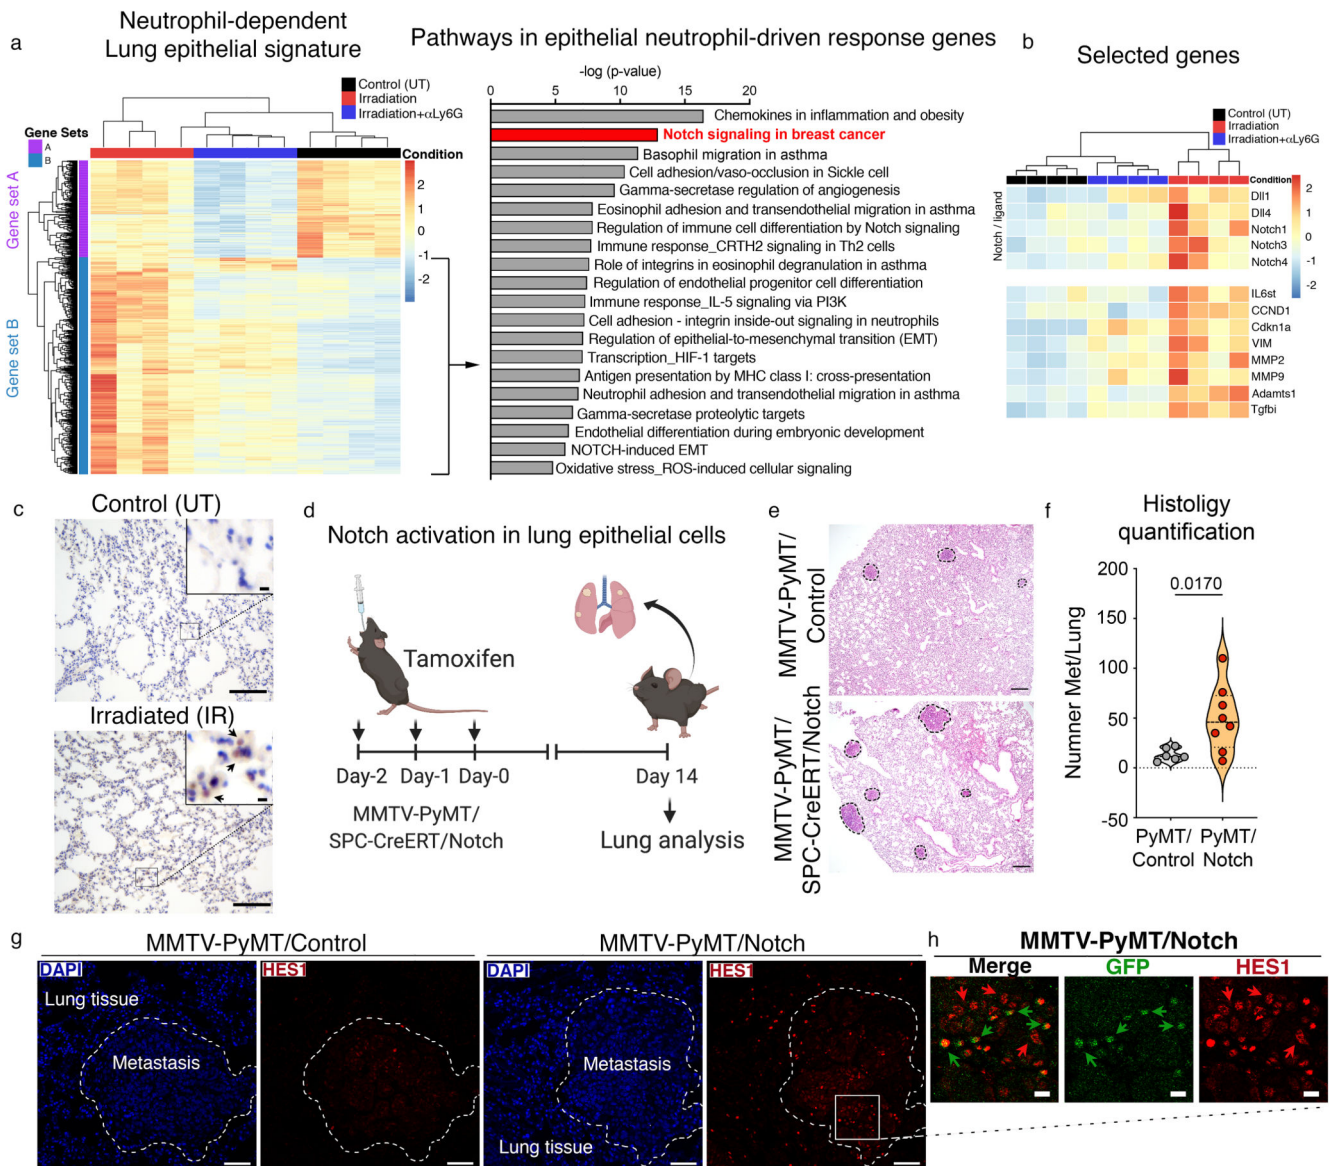 a
Neutrophil-dependent
Lung epithelial signature
Control (UT)
Irradiation
Irradiation+αLy6G
Gene Sets
A
B
Condition
2
1
0
-1
-2
Gene set A
Gene set B
Pathways in epithelial neutrophil-driven response genes
-log (p-value)
0 5 10 15 20
Chemokines in inflammation and obesity
Notch signaling in breast cancer
Basophil migration in asthma
Cell adhesion/vaso-occlusion in Sickle cell
Gamma-secretase regulation of angiogenesis
Eosinophil adhesion and transendothelial migration in asthma
Regulation of immune cell differentiation by Notch signaling
Immune response_CRTH2 signaling in Th2 cells
Role of integrins in eosinophil degranulation in asthma
Regulation of endothelial progenitor cell differentiation
Immune response_IL-5 signaling via PI3K
Cell adhesion - integrin inside-out signaling in neutrophils
Regulation of epithelial-to-mesenchymal transition (EMT)
Transcription_HIF-1 targets
Antigen presentation by MHC class I: cross-presentation
Neutrophil adhesion and transendothelial migration in asthma
Gamma-secretase proteolytic targets
Endothelial differentiation during embryonic development
NOTCH-induced EMT
Oxidative stress_ROS-induced cellular signaling
b
Selected genes
Control (UT)
Irradiation
Irradiation+αLy6G
Condition
Notch / ligand
Dll1
Dll4
Notch1
Notch3
Notch4
IL6st
CCND1
Cdkn1a
VIM
MMP2
MMP9
Adamts1
Tgfbi
2
1
0
-1
-2
c
Control (UT)
Irradiated (IR)
d
Notch activation in lung epithelial cells
Tamoxifen
Day-2 Day-1 Day-0 Day 14
MMTV-PyMT/
SPC-CreERT/Notch
Lung analysis
e
MMTV-PyMT/
Control
MMTV-PyMT/
SPC-CreERT/Notch
f
Histoligy
quantification
Numner Met/Lung
200
150
100
50
0
-50
0.0170
PyMT/
Control
PyMT/
Notch
g
MMTV-PyMT/Control
DAPI
Lung tissue
Metastasis
HES1
MMTV-PyMT/Notch
DAPI
Metastasis
Lung tissue
HES1
h
MMTV-PyMT/Notch
Merge GFP HES1